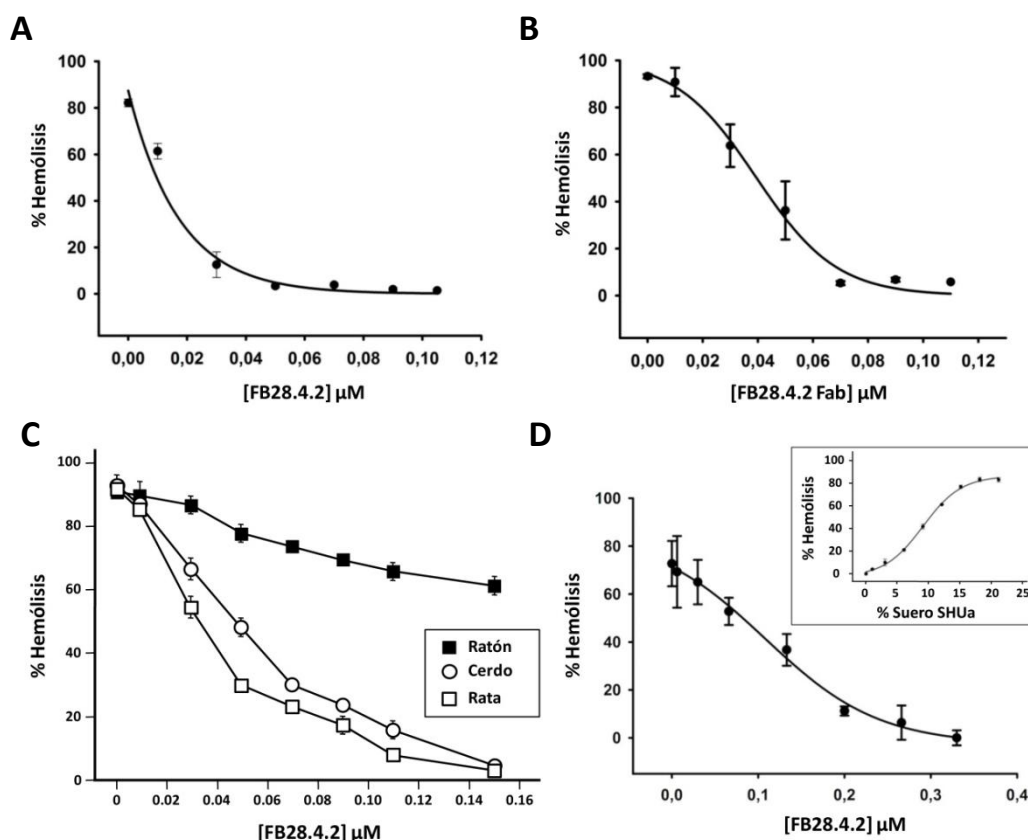 A
% Hemólisis
100
80
60
40
20
0
0,00 0,02 0,04 0,06 0,08 0,10 0,12
[FB28.4.2] µM
B
% Hemólisis
100
80
60
40
20
0
0,00 0,02 0,04 0,06 0,08 0,10 0,12
[FB28.4.2 Fab] µM
C
% Hemólisis
100
80
60
40
20
0
0 0.02 0.04 0.06 0.08 0.10 0.12 0.14 0.16
[FB28.4.2] µM
Ratón
Cerdo
Rata
D
% Hemólisis
100
80
60
40
20
0
0,0 0,1 0,2 0,3 0,4
[FB28.4.2] µM
% Hemólisis
100
80
60
40
20
0
0 5 10 15 20 25
% Suero SHUa